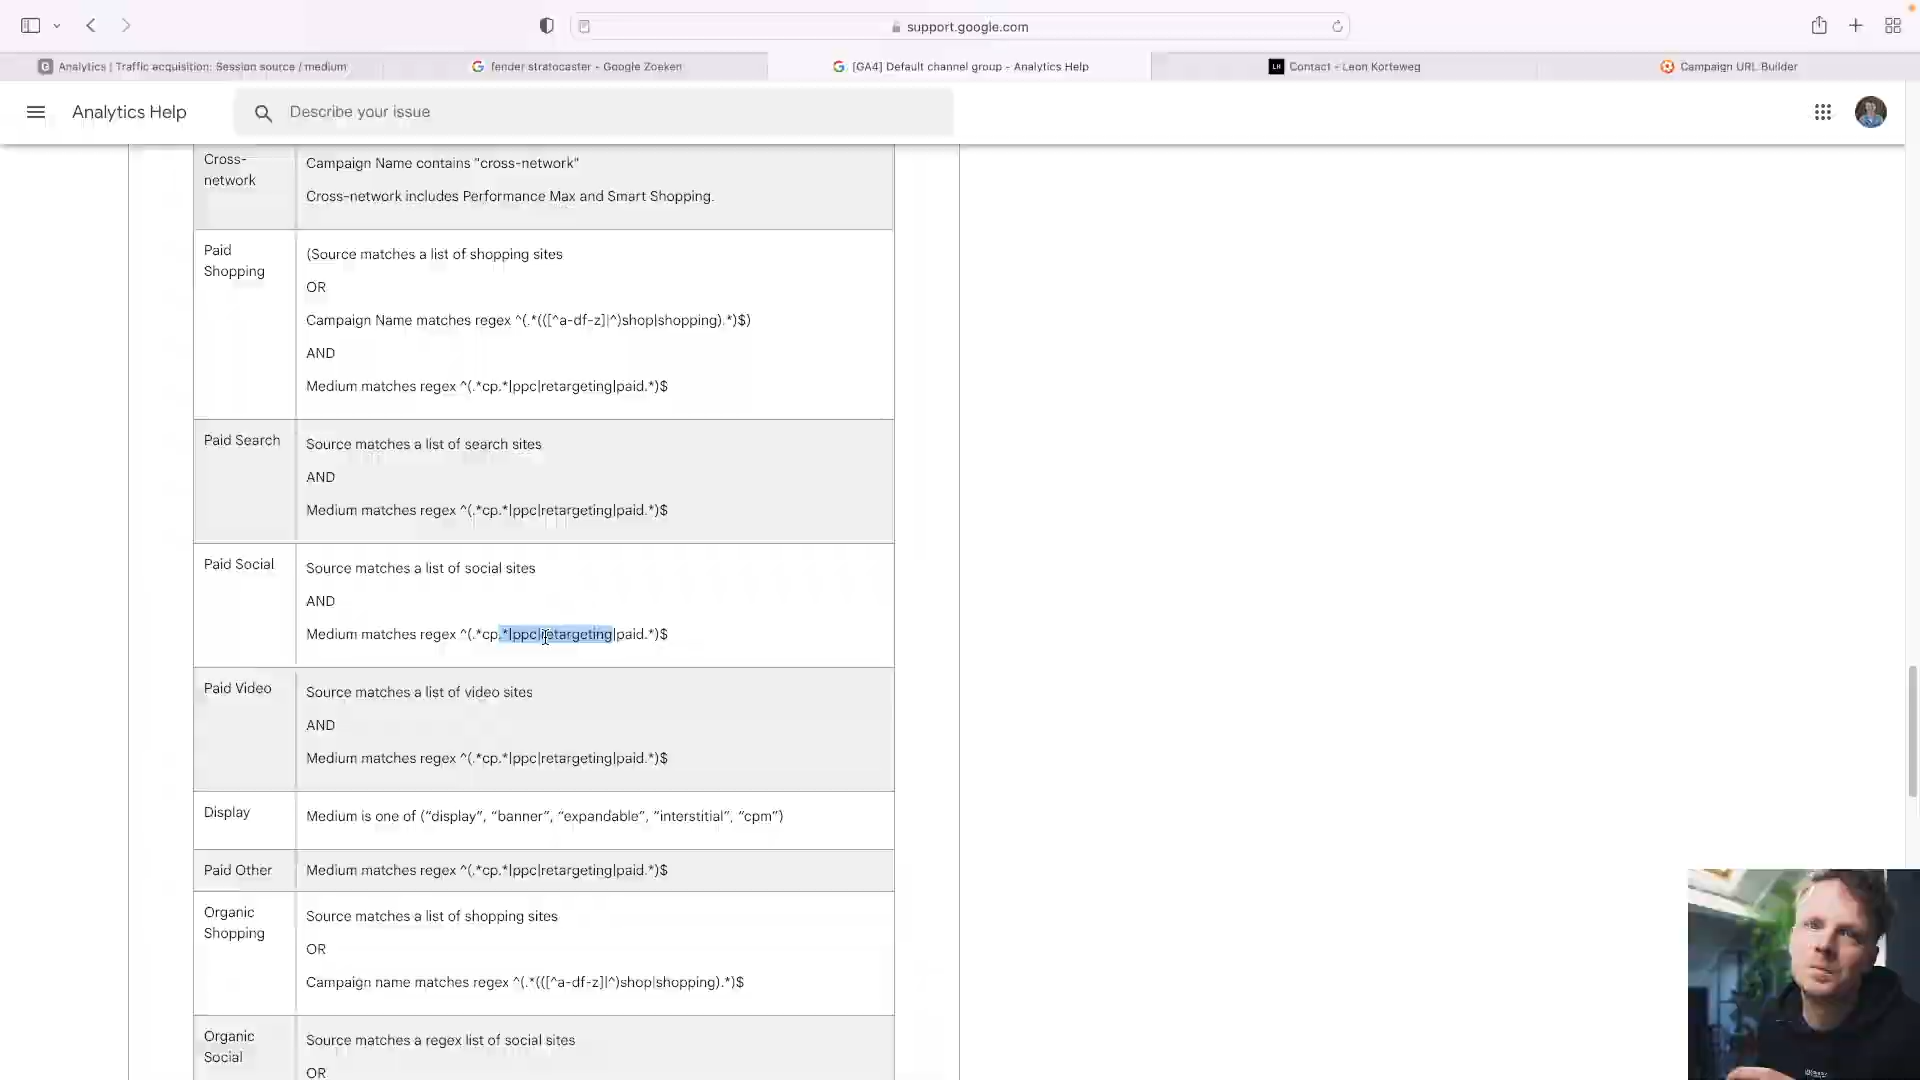 support.google.com
Analytics | Traffic acquisition: Session source / medium
fender stratocaster - Google Zoeken
[GA4] Default channel group - Analytics Help
Contact - Leon Korteweg
Campaign URL Builder
Analytics Help
Describe your issue
Cross-
network
Campaign Name contains "cross-network"
Cross-network includes Performance Max and Smart Shopping.
Paid
Shopping
(Source matches a list of shopping sites
OR
Campaign Name matches regex ^(.*(([^a-df-z]|^)shop|shopping).*)$)
AND
Medium matches regex ^(.*cp.*|ppc|retargeting|paid.*)$
Paid Search
Source matches a list of search sites
AND
Medium matches regex ^(.*cp.*|ppc|retargeting|paid.*)$
Paid Social
Source matches a list of social sites
AND
Medium matches regex ^(.*cp.*|ppc|retargeting|paid.*)$
Paid Video
Source matches a list of video sites
AND
Medium matches regex ^(.*cp.*|ppc|retargeting|paid.*)$
Display
Medium is one of (“display”, “banner”, “expandable”, “interstitial”, “cpm”)
Paid Other
Medium matches regex ^(.*cp.*|ppc|retargeting|paid.*)$
Organic
Shopping
Source matches a list of shopping sites
OR
Campaign name matches regex ^(.*(([^a-df-z]|^)shop|shopping).*)$
Organic
Social
Source matches a regex list of social sites
OR